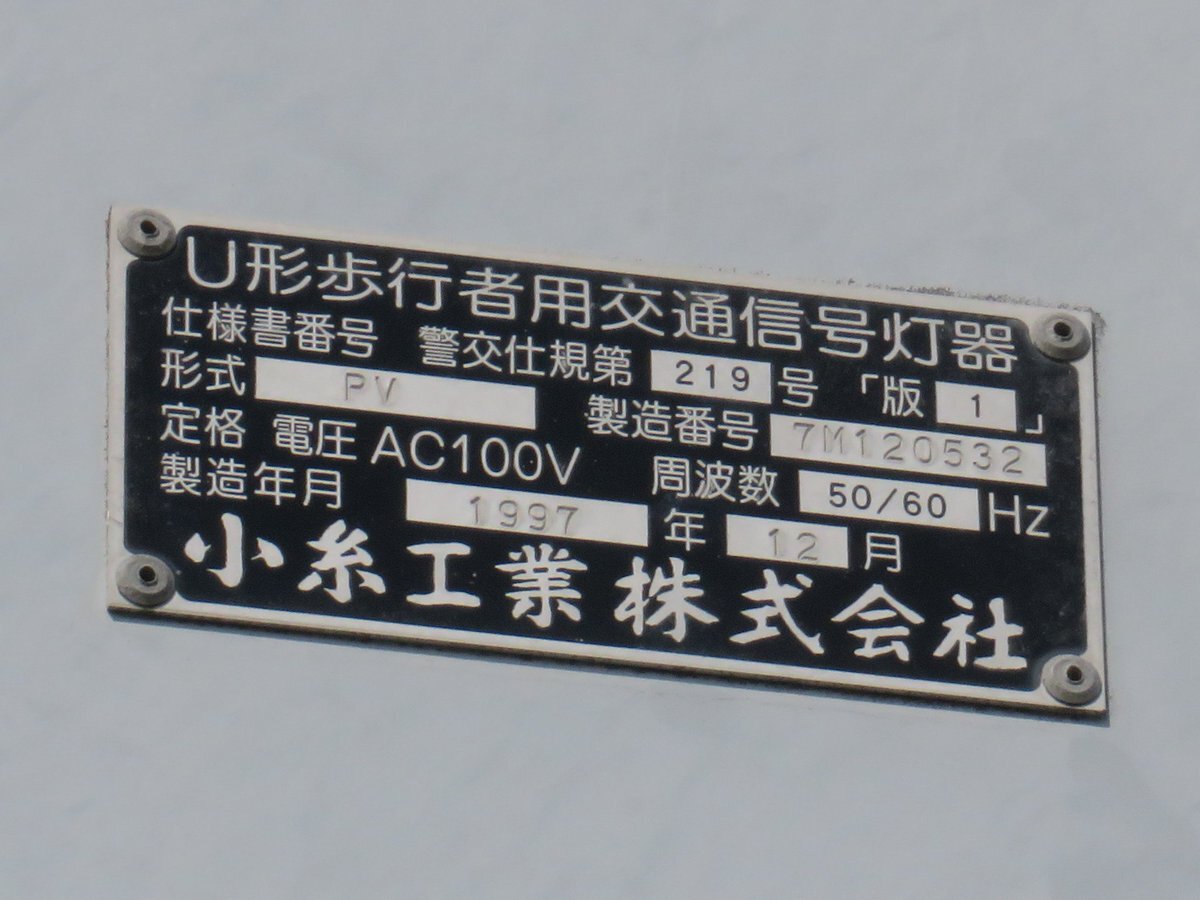 U形歩行者用交通信号灯器
仕様書番号 警交仕規第 219 号 「版 1 」
形式 PV 製造番号 7M120532
定格 電圧 AC100V 周波数 50/60 Hz
製造年月 1997 年 12 月
小糸工業株式会社